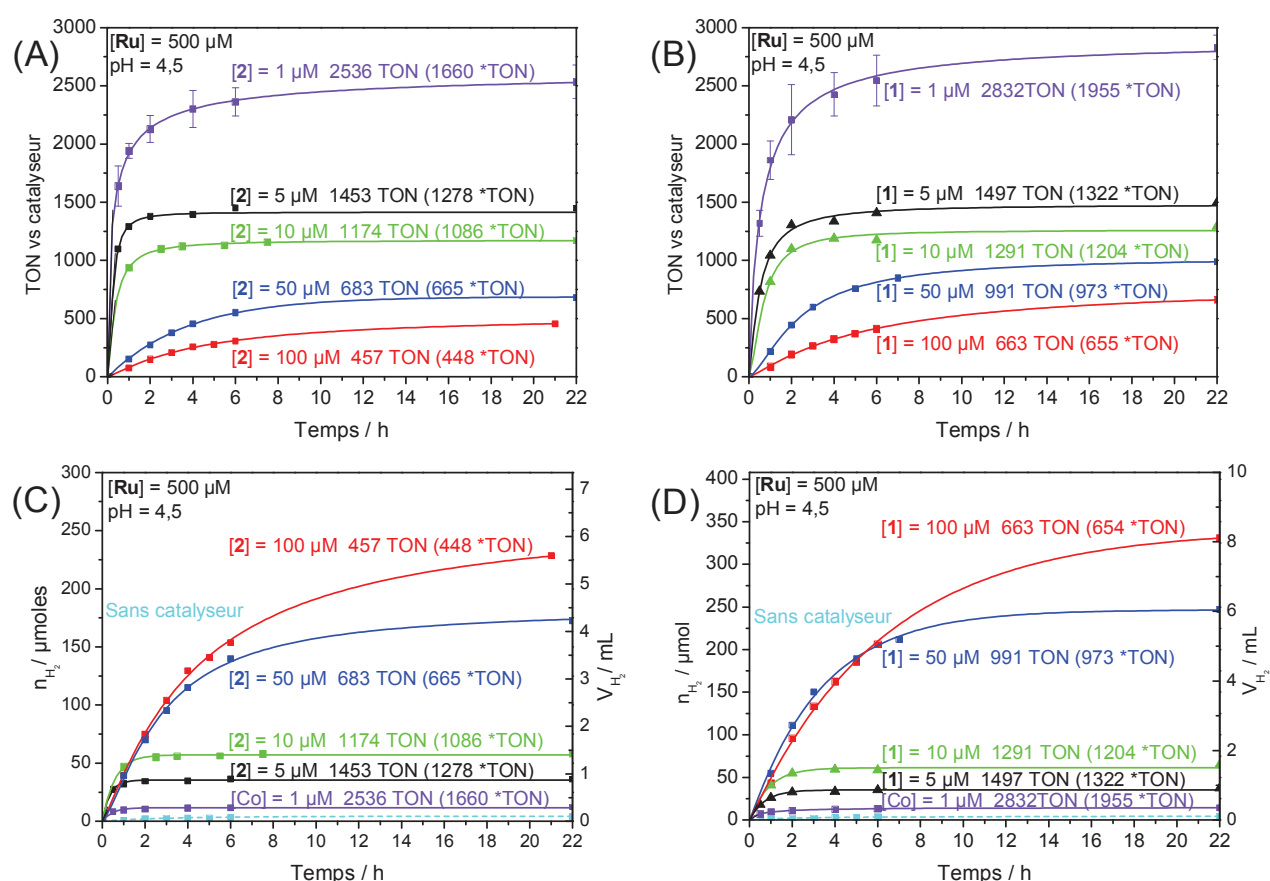 (A)
[Ru] = 500 µM
pH = 4,5
[2] = 1 µM 2536 TON (1660 *TON)
[2] = 5 µM 1453 TON (1278 *TON)
[2] = 10 µM 1174 TON (1086 *TON)
[2] = 50 µM 683 TON (665 *TON)
[2] = 100 µM 457 TON (448 *TON)
TON vs catalyseur
3000
2500
2000
1500
1000
500
0
0 2 4 6 8 10 12 14 16 18 20 22
Temps / h
(B)
[Ru] = 500 µM
pH = 4,5
[1] = 1 µM 2832TON (1955 *TON)
[1] = 5 µM 1497 TON (1322 *TON)
[1] = 10 µM 1291 TON (1204 *TON)
[1] = 50 µM 991 TON (973 *TON)
[1] = 100 µM 663 TON (655 *TON)
TON vs catalyseur
3000
2500
2000
1500
1000
500
0
0 2 4 6 8 10 12 14 16 18 20 22
Temps / h
(C)
[Ru] = 500 µM
pH = 4,5
[2] = 100 µM 457 TON (448 *TON)
Sans catalyseur
[2] = 50 µM 683 TON (665 *TON)
[2] = 10 µM 1174 TON (1086 *TON)
[2] = 5 µM 1453 TON (1278 *TON)
[Co] = 1 µM 2536 TON (1660 *TON)
nH2 / µmoles
300
250
200
150
100
50
0
VH2 / mL
7
6
5
4
3
2
1
0
0 2 4 6 8 10 12 14 16 18 20 22
Temps / h
(D)
[Ru] = 500 µM
pH = 4,5
[1] = 100 µM 663 TON (654 *TON)
Sans catalyseur
[1] = 50 µM 991 TON (973 *TON)
[1] = 10 µM 1291 TON (1204 *TON)
[1] = 5 µM 1497 TON (1322 *TON)
[Co] = 1 µM 2832TON (1955 *TON)
nH2 / µmol
400
350
300
250
200
150
100
50
0
VH2 / mL
10
8
6
4
2
0
0 2 4 6 8 10 12 14 16 18 20 22
Temps / h